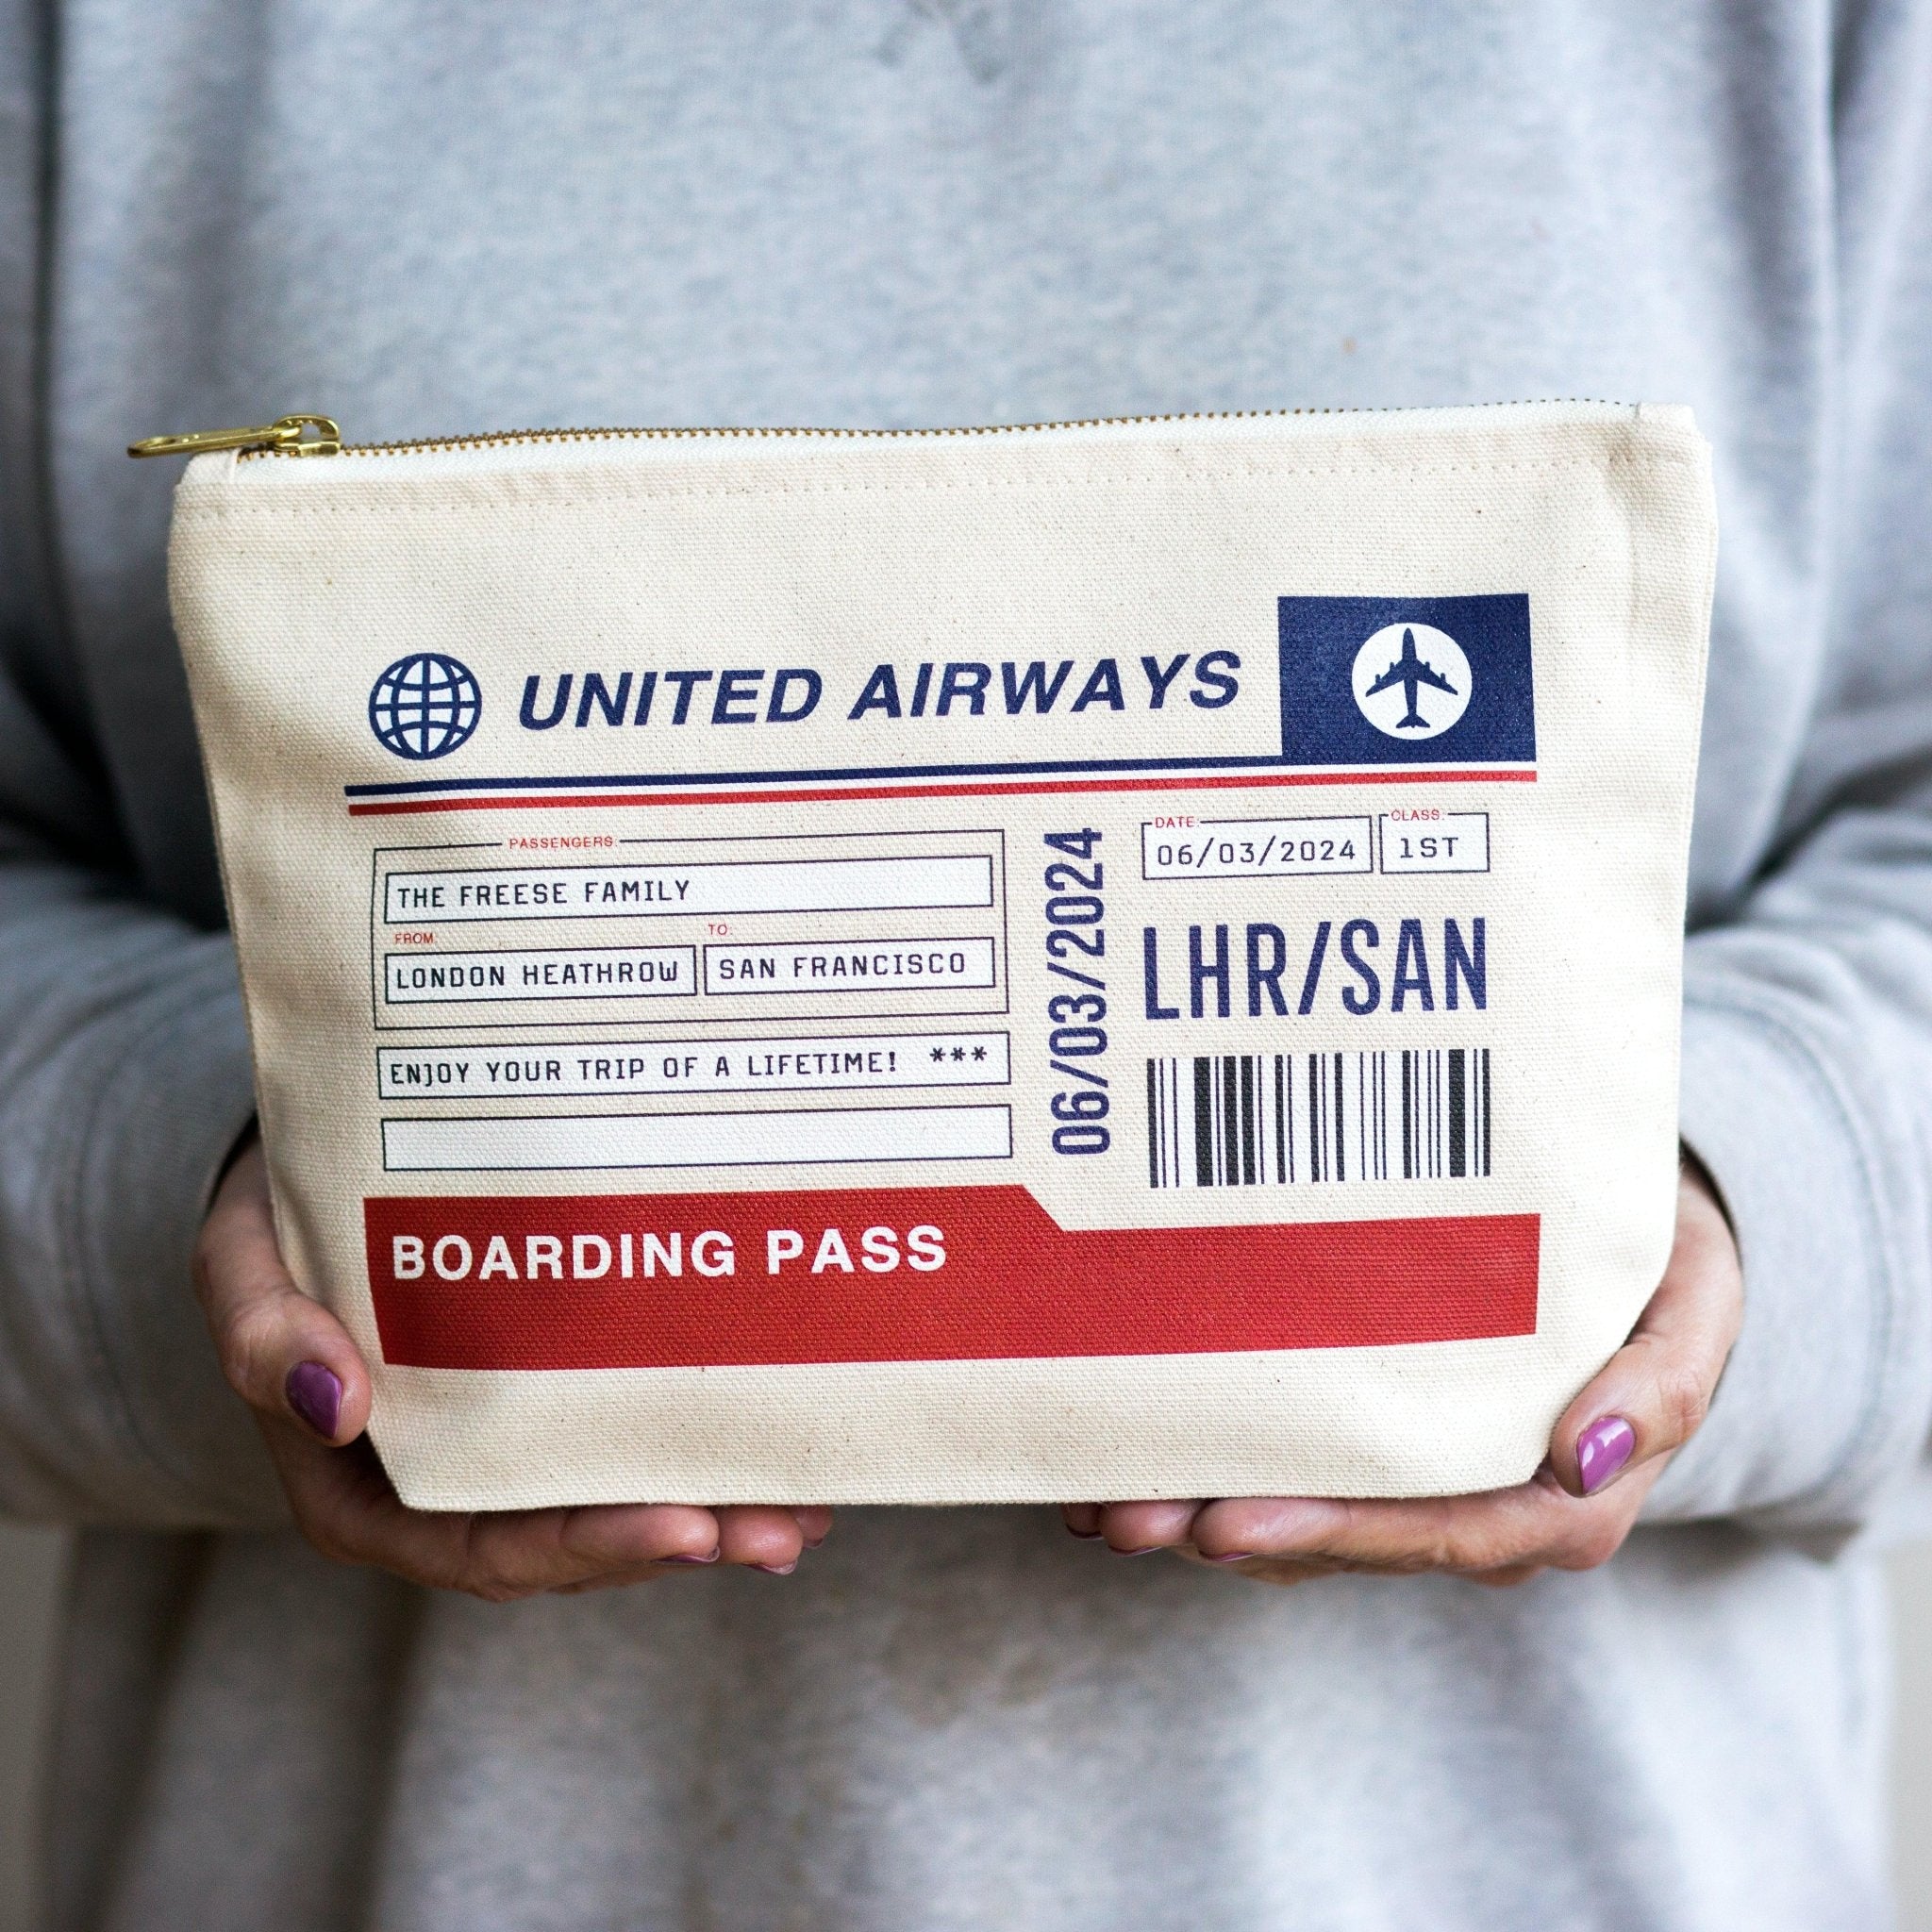 UNITED AIRWAYS
PASSENGERS:
THE FREESE FAMILY
FROM: TO:
LONDON HEATHROW SAN FRANCISCO
ENJOY YOUR TRIP OF A LIFETIME! ***
06/03/2024
DATE: CLASS:
06/03/2024 1ST
LHR/SAN
BOARDING PASS